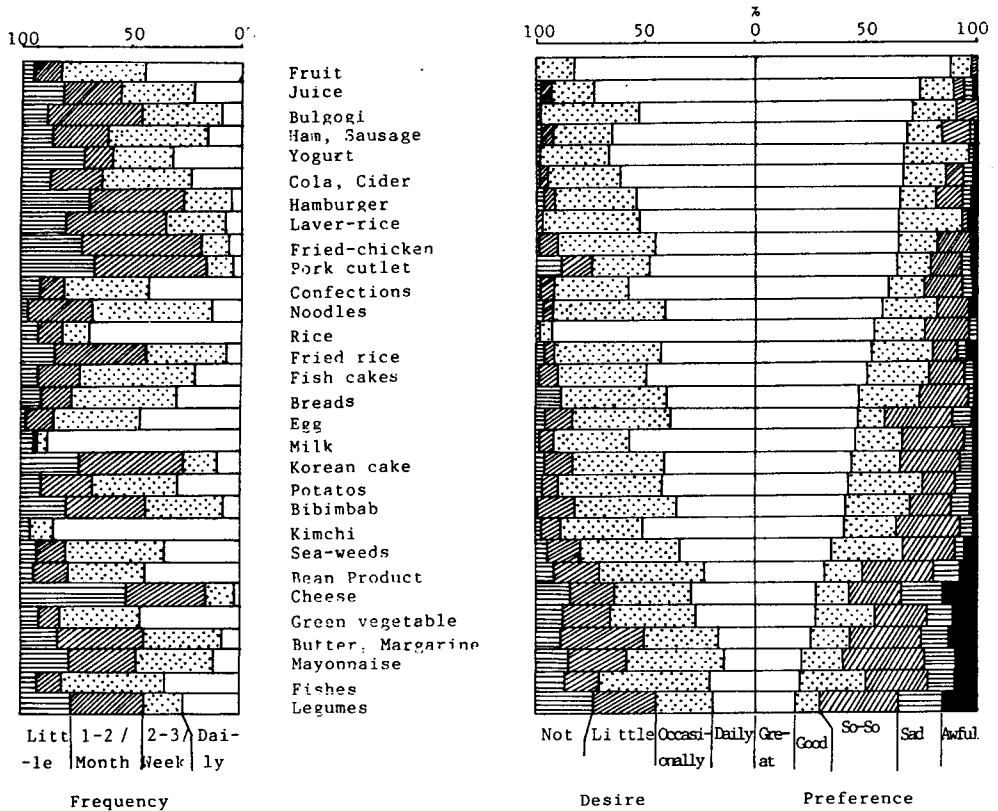 %
100 50 0 100 50 0 50 100
Fruit
Juice
Bulgogi
Ham, Sausage
Yogurt
Cola, Cider
Hamburger
Laver-rice
Fried-chicken
Pork cutlet
Confections
Noodles
Rice
Fried rice
Fish cakes
Breads
Egg
Milk
Korean cake
Potatos
Bibimbab
Kimchi
Sea-weeds
Bean Product
Cheese
Green vegetable
Butter, Margarine
Mayonnaise
Fishes
Legumes
Litt 1-2/ 2-3/ Dai- Not Little Occasi- Daily Gre- Good So-So Sad Awful
-le Month Week ly onally at
Frequency Desire Preference